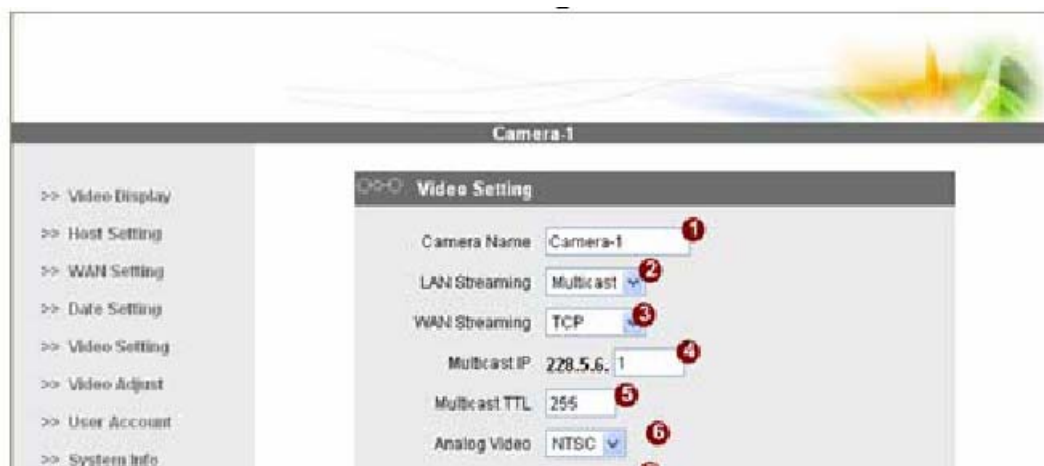 Camera-1
>> Video Display
>> Host Setting
>> WAN Setting
>> Date Setting
>> Video Setting
>> Video Adjust
>> User Account
>> System Info
Video Setting
Camera Name Camera-1 1
LAN Streaming Multicast 2
WAN Streaming TCP 3
Multicast IP 228.5.6. 1 4
Multicast TTL 255 5
Analog Video NTSC 6